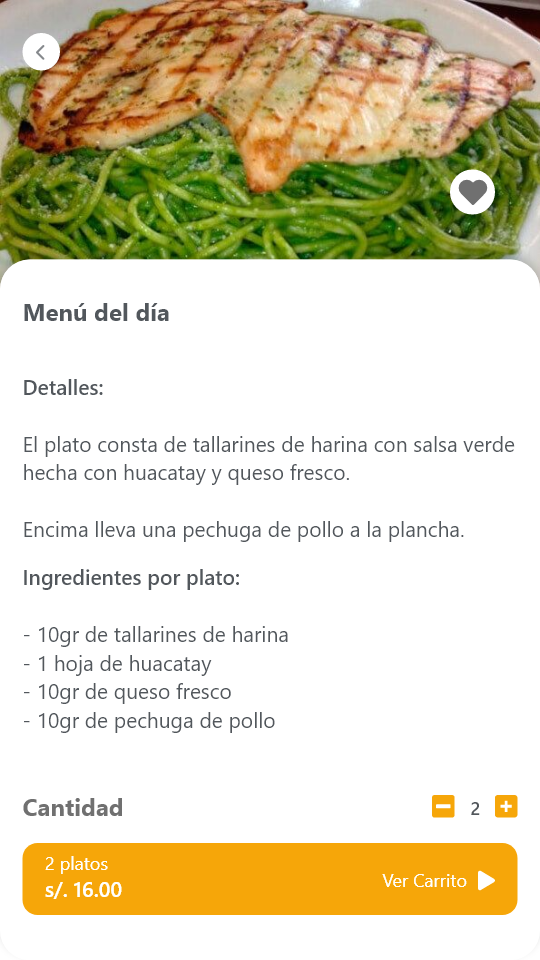 Menú del día
Detalles:
El plato consta de tallarines de harina con salsa verde
hecha con huacatay y queso fresco.
Encima lleva una pechuga de pollo a la plancha.
Ingredientes por plato:
- 10gr de tallarines de harina
- 1 hoja de huacatay
- 10gr de queso fresco
- 10gr de pechuga de pollo
Cantidad
2
2 platos
s/. 16.00
Ver Carrito